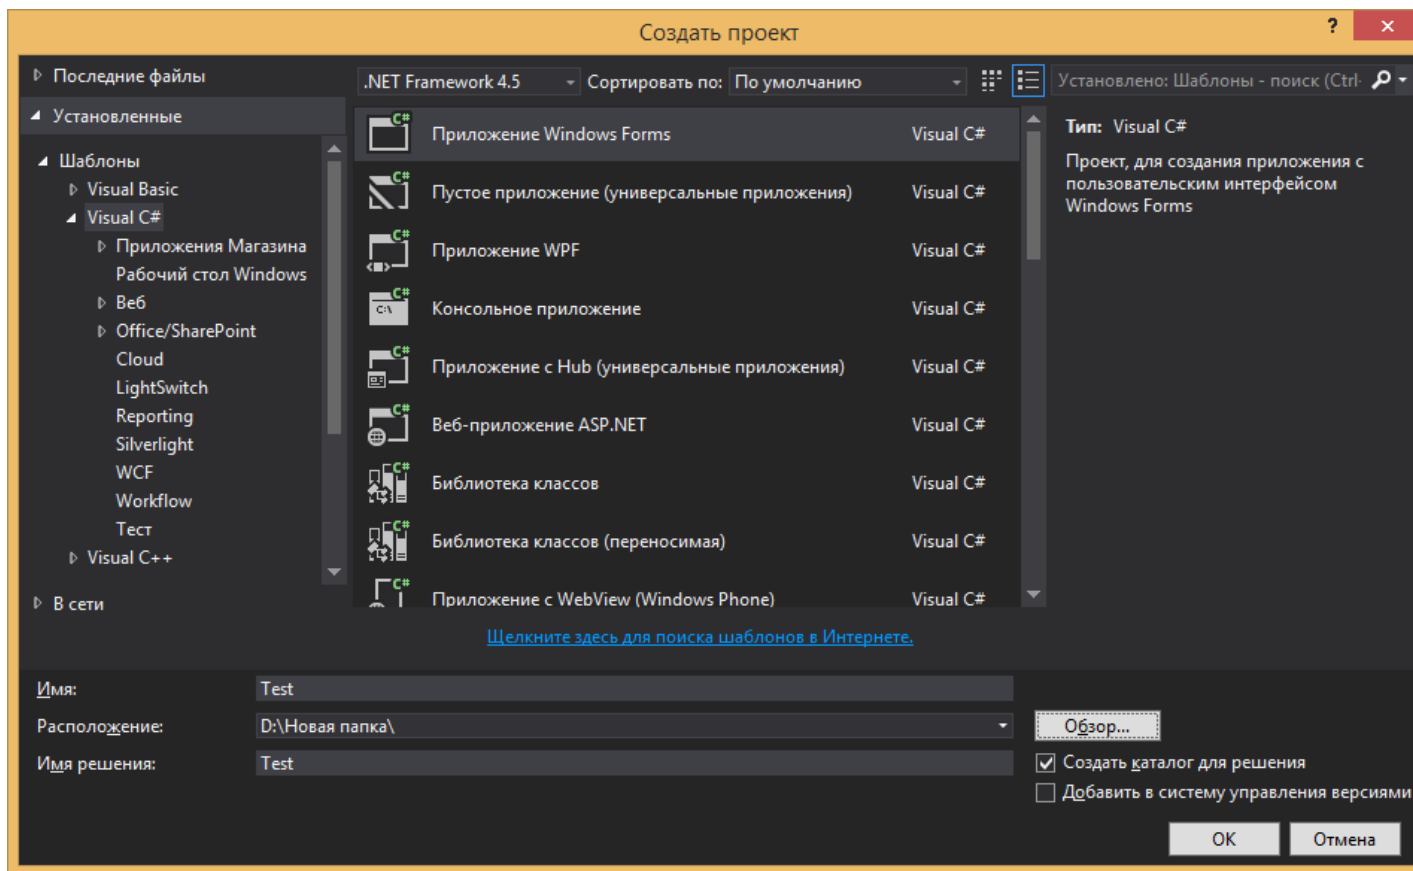 Создать проект
?
×
Последние файлы
Установленные
Шаблоны
Visual Basic
Visual C#
Приложения Магазина
Рабочий стол Windows
Веб
Office/SharePoint
Cloud
LightSwitch
Reporting
Silverlight
WCF
Workflow
Тест
Visual C++
В сети
.NET Framework 4.5
Сортировать по: По умолчанию
Приложение Windows Forms Visual C#
Пустое приложение (универсальные приложения) Visual C#
Приложение WPF Visual C#
Консольное приложение Visual C#
Приложение с Hub (универсальные приложения) Visual C#
Веб-приложение ASP.NET Visual C#
Библиотека классов Visual C#
Библиотека классов (переносимая) Visual C#
Приложение с WebView (Windows Phone) Visual C#
Щелкните здесь для поиска шаблонов в Интернете.
Установлено: Шаблоны - поиск (Ctrl-
Тип: Visual C#
Проект, для создания приложения с
пользовательским интерфейсом
Windows Forms
Имя: Test
Расположение: D:\Новая папка\
Имя решения: Test
Обзор...
Создать каталог для решения
Добавить в систему управления версиями
ОК
Отмена